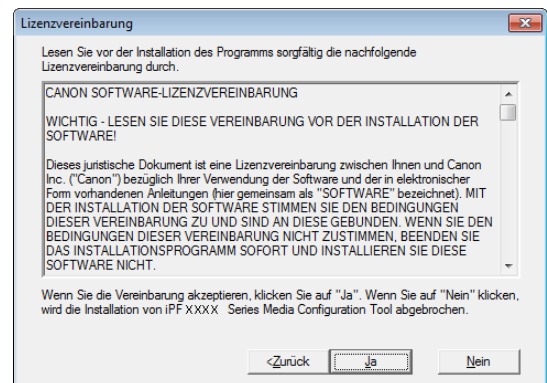 Lizenzvereinbarung
Lesen Sie vor der Installation des Programms sorgfältig die nachfolgende
Lizenzvereinbarung durch.
CANON SOFTWARE-LIZENZVEREINBARUNG
WICHTIG - LESEN SIE DIESE VEREINBARUNG VOR DER INSTALLATION DER
SOFTWARE!
Dieses juristische Dokument ist eine Lizenzvereinbarung zwischen Ihnen und Canon
Inc. ("Canon") bezüglich Ihrer Verwendung der Software und der in elektronischer
Form vorhandenen Anleitungen (hier gemeinsam als "SOFTWARE" bezeichnet). MIT
DER INSTALLATION DER SOFTWARE STIMMEN SIE DEN BEDINGUNGEN
DIESER VEREINBARUNG ZU UND SIND AN DIESE GEBUNDEN. WENN SIE DEN
BEDINGUNGEN DIESER VEREINBARUNG NICHT ZUSTIMMEN, BEENDEN SIE
DAS INSTALLATIONSPROGRAMM SOFORT UND INSTALLIEREN SIE DIESE
SOFTWARE NICHT.
Wenn Sie die Vereinbarung akzeptieren, klicken Sie auf "Ja". Wenn Sie auf "Nein" klicken,
wird die Installation von iPF XXXX Series Media Configuration Tool abgebrochen.
<Zurück Ja Nein